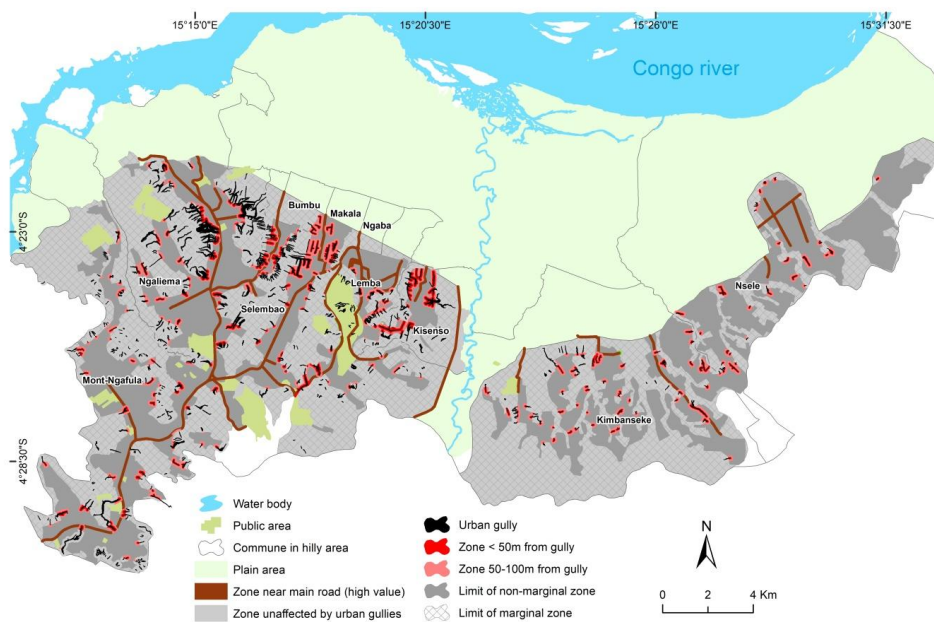 15°15'0"E
15°20'30"E
15°26'0"E
15°31'30"E
Congo river
4°23'0"S
4°28'30"S
Bumbu
Makala
Ngaba
Ngaliema
Lemba
Selembao
Kisenso
Nsele
Mont-Ngafula
Kimbanseke
Water body
Public area
Commune in hilly area
Plain area
Zone near main road (high value)
Zone unaffected by urban gullies
Urban gully
Zone < 50m from gully
Zone 50-100m from gully
Limit of non-marginal zone
Limit of marginal zone
N
0 2 4 Km